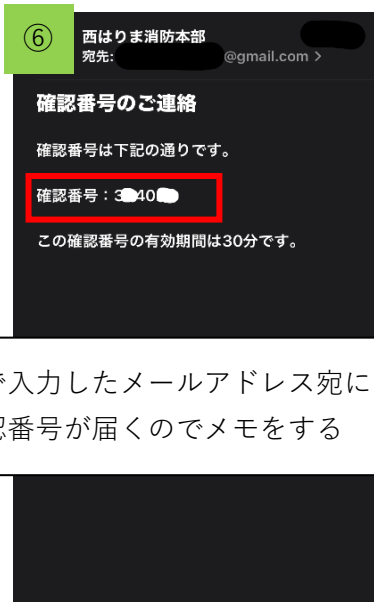 ⑥
西はりま消防本部
宛先: @gmail.com >
確認番号のご連絡
確認番号は下記の通りです。
確認番号：3 40
この確認番号の有効期間は30分です。
で入力したメールアドレス宛に
認番号が届くのでメモをする